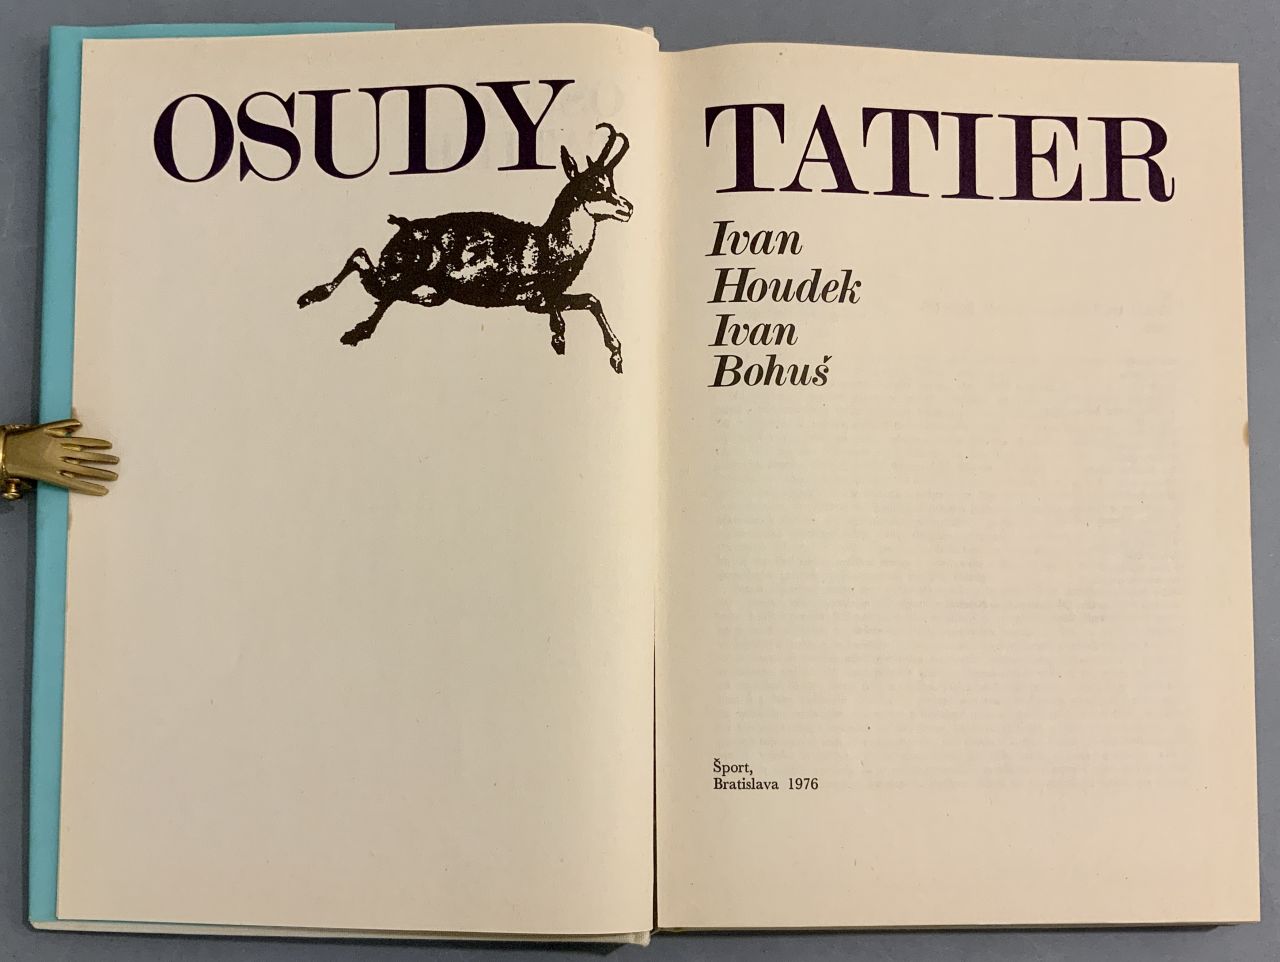 OSUDY TATIER
Ivan
Houdek
Ivan
Bohuš
Šport,
Bratislava 1976